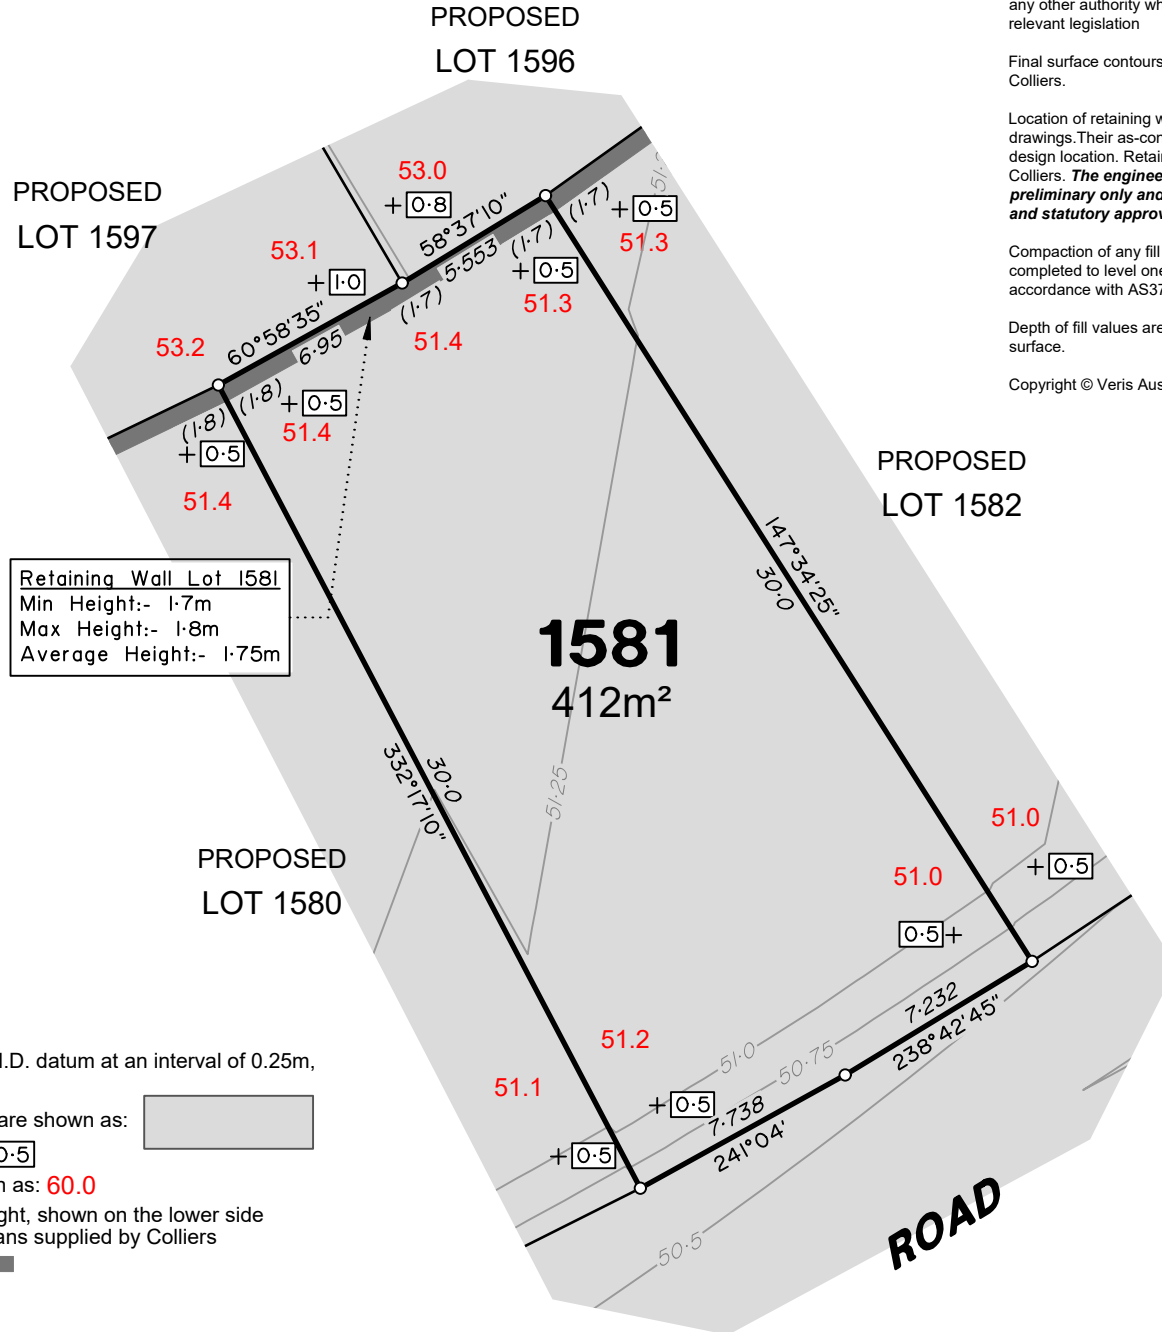 PROPOSED
LOT 1596
any other authority wh
relevant legislation
Final surface contours
Colliers.
Location of retaining w
drawings.Their as-con
design location. Retai
Colliers. The enginee
preliminary only and
and statutory approv
Compaction of any fill
completed to level one
accordance with AS37
Depth of fill values are
surface.
Copyright © Veris Aus
PROPOSED
LOT 1597
53.0
+ 0·8
58°37'10"
5·553
(1·7)
(1·7)
+ 0·5
51.3
53.1
+ 1·0
+ 0·5
51.3
53.2
60°58'35"
6·95
(1·7)
51.4
(1·8)
(1·8)
+ 0·5
51.4
+ 0·5
51.4
PROPOSED
LOT 1582
147°34'25"
30·0
Retaining Wall Lot 1581
Min Height:- 1·7m
Max Height:- 1·8m
Average Height:- 1·75m
1581
412m²
332°17'10"
30·0
51·25
PROPOSED
LOT 1580
51.0
+ 0·5
51.0
0·5 +
51.2
+ 0·5
51.1
+ 0·5
51·0
50·75
50·5
7·232
238°42'45"
7·738
241°04'
ROAD
I.D. datum at an interval of 0.25m,
are shown as:
0·5
n as: 60.0
ght, shown on the lower side
ans supplied by Colliers